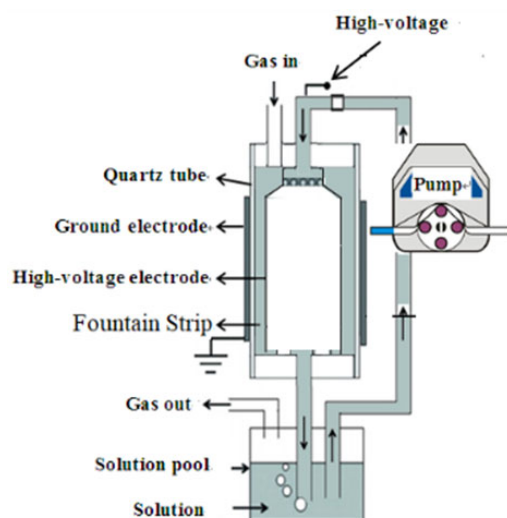 High-voltage
Gas in
Quartz tube
Pump
Ground electrode
High-voltage electrode
Fountain Strip
Gas out
Solution pool
Solution